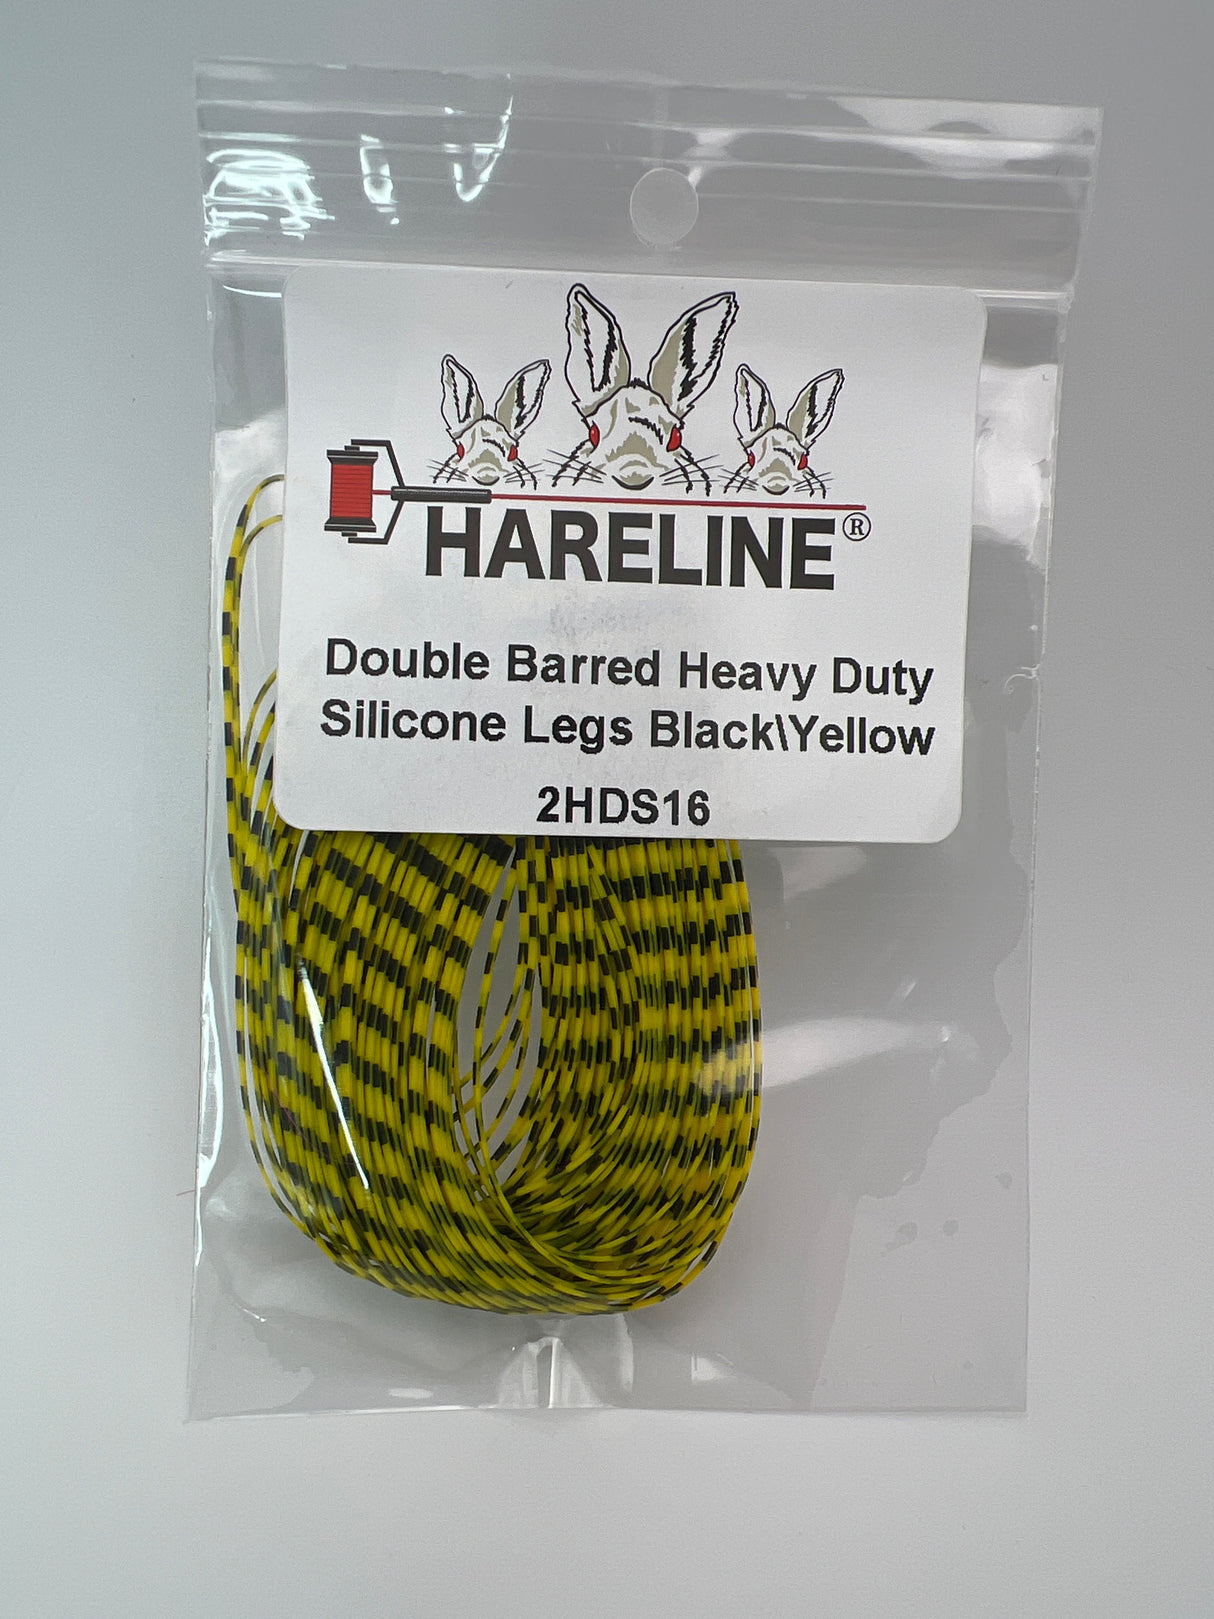 HARELINE®
Double Barred Heavy Duty
Silicone Legs Black\Yellow
2HDS16